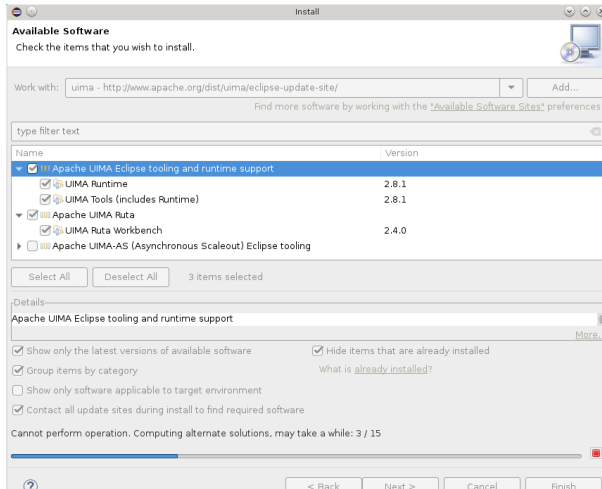 Install
Available Software
Check the items that you wish to install.
Work with: uima - http://www.apache.org/dist/uima/eclipse-update-site/ Add...
Find more software by working with the "Available Software Sites" preferences
type filter text
Name Version
Apache UIMA Eclipse tooling and runtime support
UIMA Runtime 2.8.1
UIMA Tools (includes Runtime) 2.8.1
Apache UIMA Ruta
UIMA Ruta Workbench 2.4.0
Apache UIMA-AS (Asynchronous Scaleout) Eclipse tooling
Select All Deselect All 3 items selected
Details
Apache UIMA Eclipse tooling and runtime support
More..
Show only the latest versions of available software Hide items that are already installed
Group items by category What is already installed?
Show only software applicable to target environment
Contact all update sites during install to find required software
Cannot perform operation. Computing alternate solutions, may take a while: 3 / 15
? < Back Next > Cancel Finish